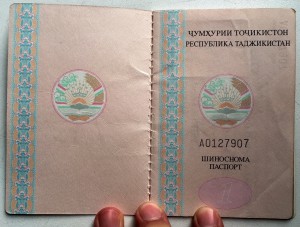 ҶУМҲУРИИ ТОҶИКИСТОН
РЕСПУБЛИКА ТАДЖИКИСТАН
A0127907
ШИНОСНОМА
ПАСПОРТ